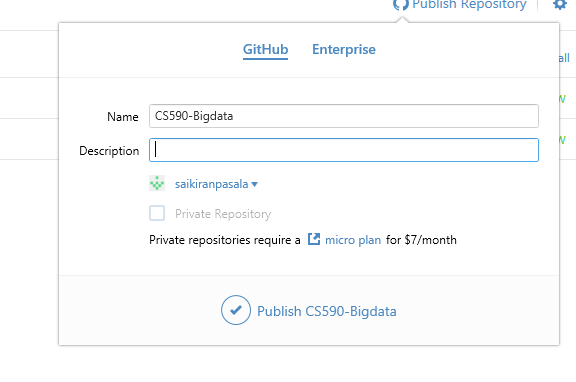 Publish Repository
all
GitHub Enterprise
Name CS590-Bigdata
Description
saikiranpasala
Private Repository
Private repositories require a micro plan for $7/month
Publish CS590-Bigdata